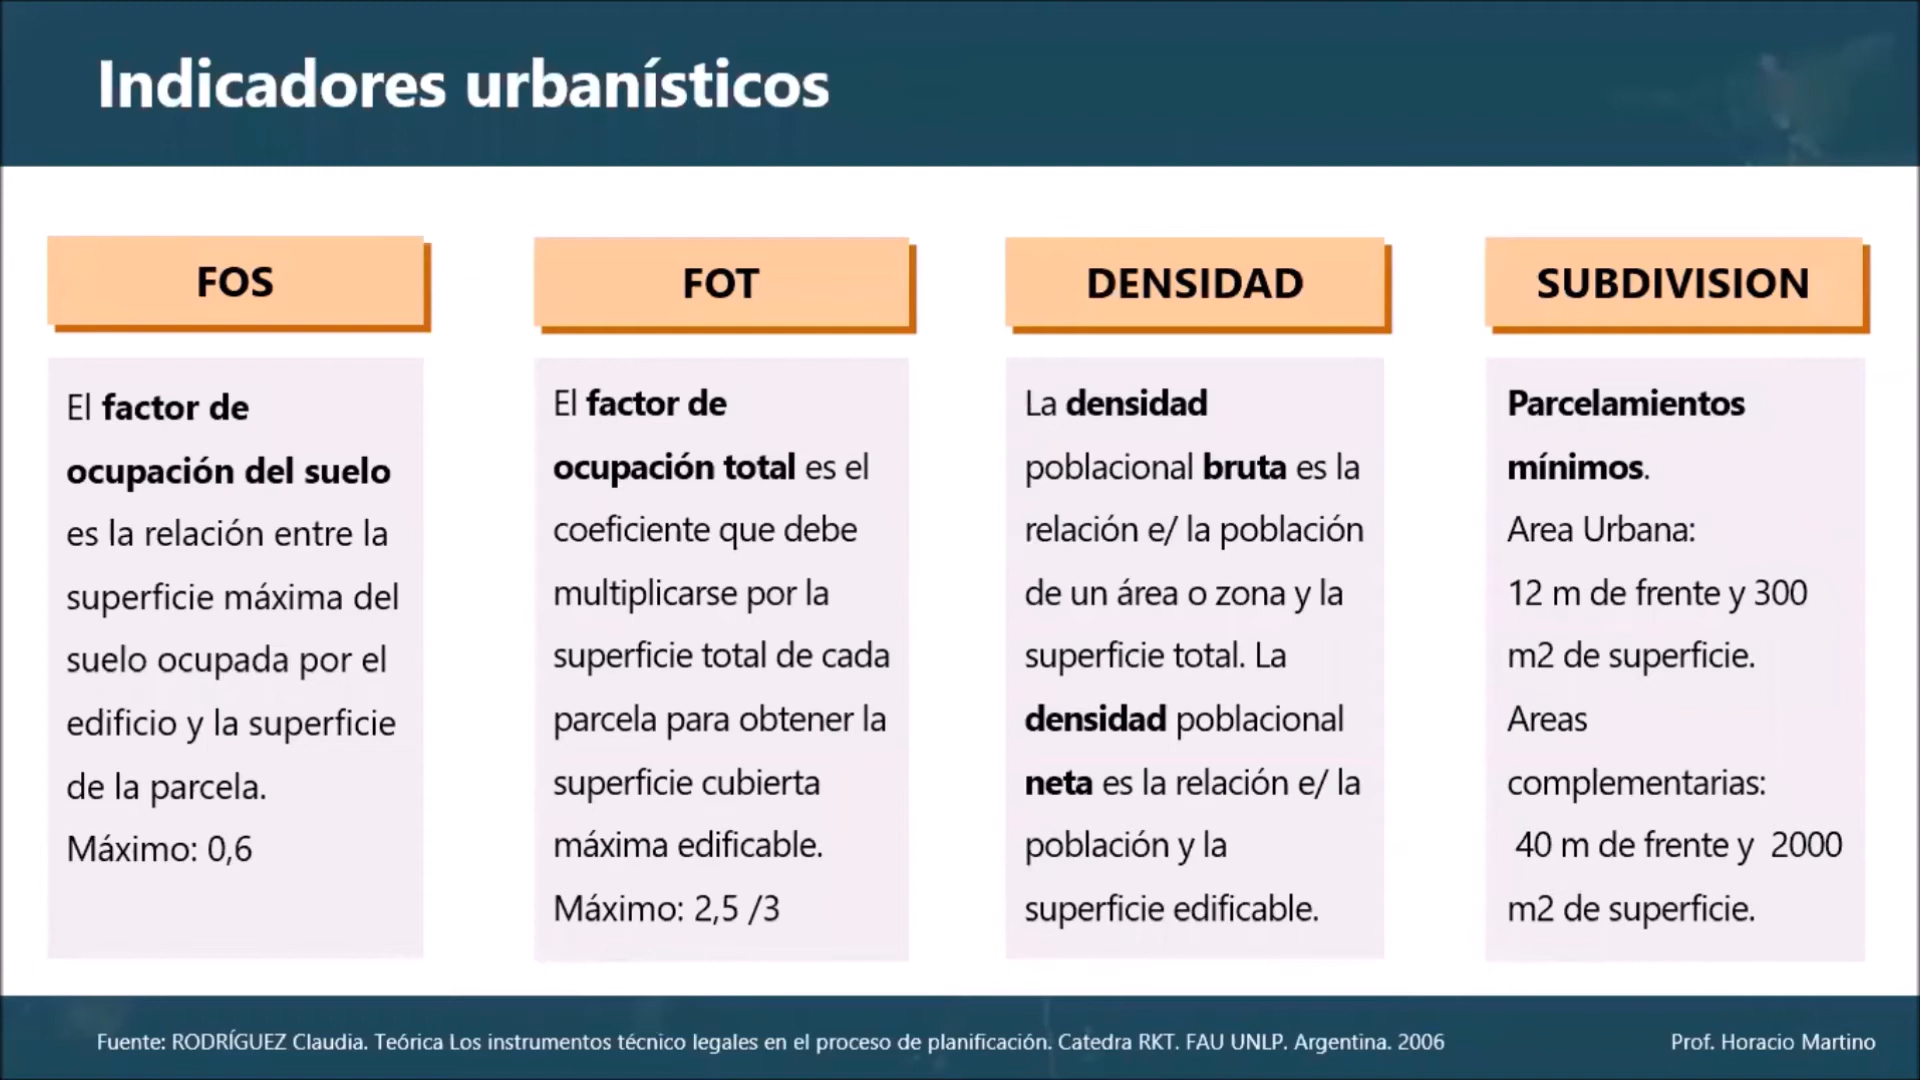 Indicadores urbanísticos
FOS
El factor de
ocupación del suelo
es la relación entre la
superficie máxima del
suelo ocupada por el
edificio y la superficie
de la parcela.
Máximo: 0,6
FOT
El factor de
ocupación total es el
coeficiente que debe
multiplicarse por la
superficie total de cada
parcela para obtener la
superficie cubierta
máxima edificable.
Máximo: 2,5 /3
DENSIDAD
La densidad
poblacional bruta es la
relación e/ la población
de un área o zona y la
superficie total. La
densidad poblacional
neta es la relación e/ la
población y la
superficie edificable.
SUBDIVISION
Parcelamientos
mínimos.
Area Urbana:
12 m de frente y 300
m2 de superficie.
Areas
complementarias:
40 m de frente y 2000
m2 de superficie.
Fuente: RODRÍGUEZ Claudia. Teórica Los instrumentos técnico legales en el proceso de planificación. Catedra RKT. FAU UNLP. Argentina. 2006
Prof. Horacio Martino